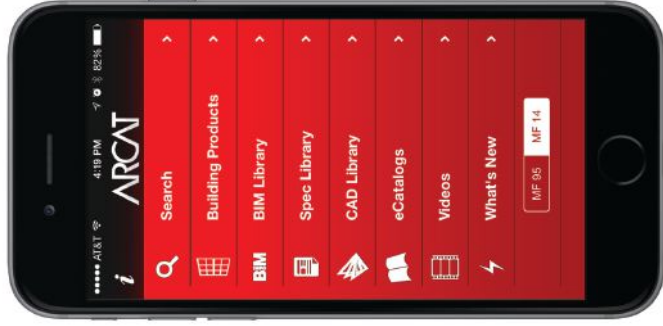 AT&T 4:19 PM 82%
i ARCAT
Search
Building Products
BIM BIM Library
Spec Library
CAD Library
eCatalogs
Videos
What's New
MF 95 MF 14